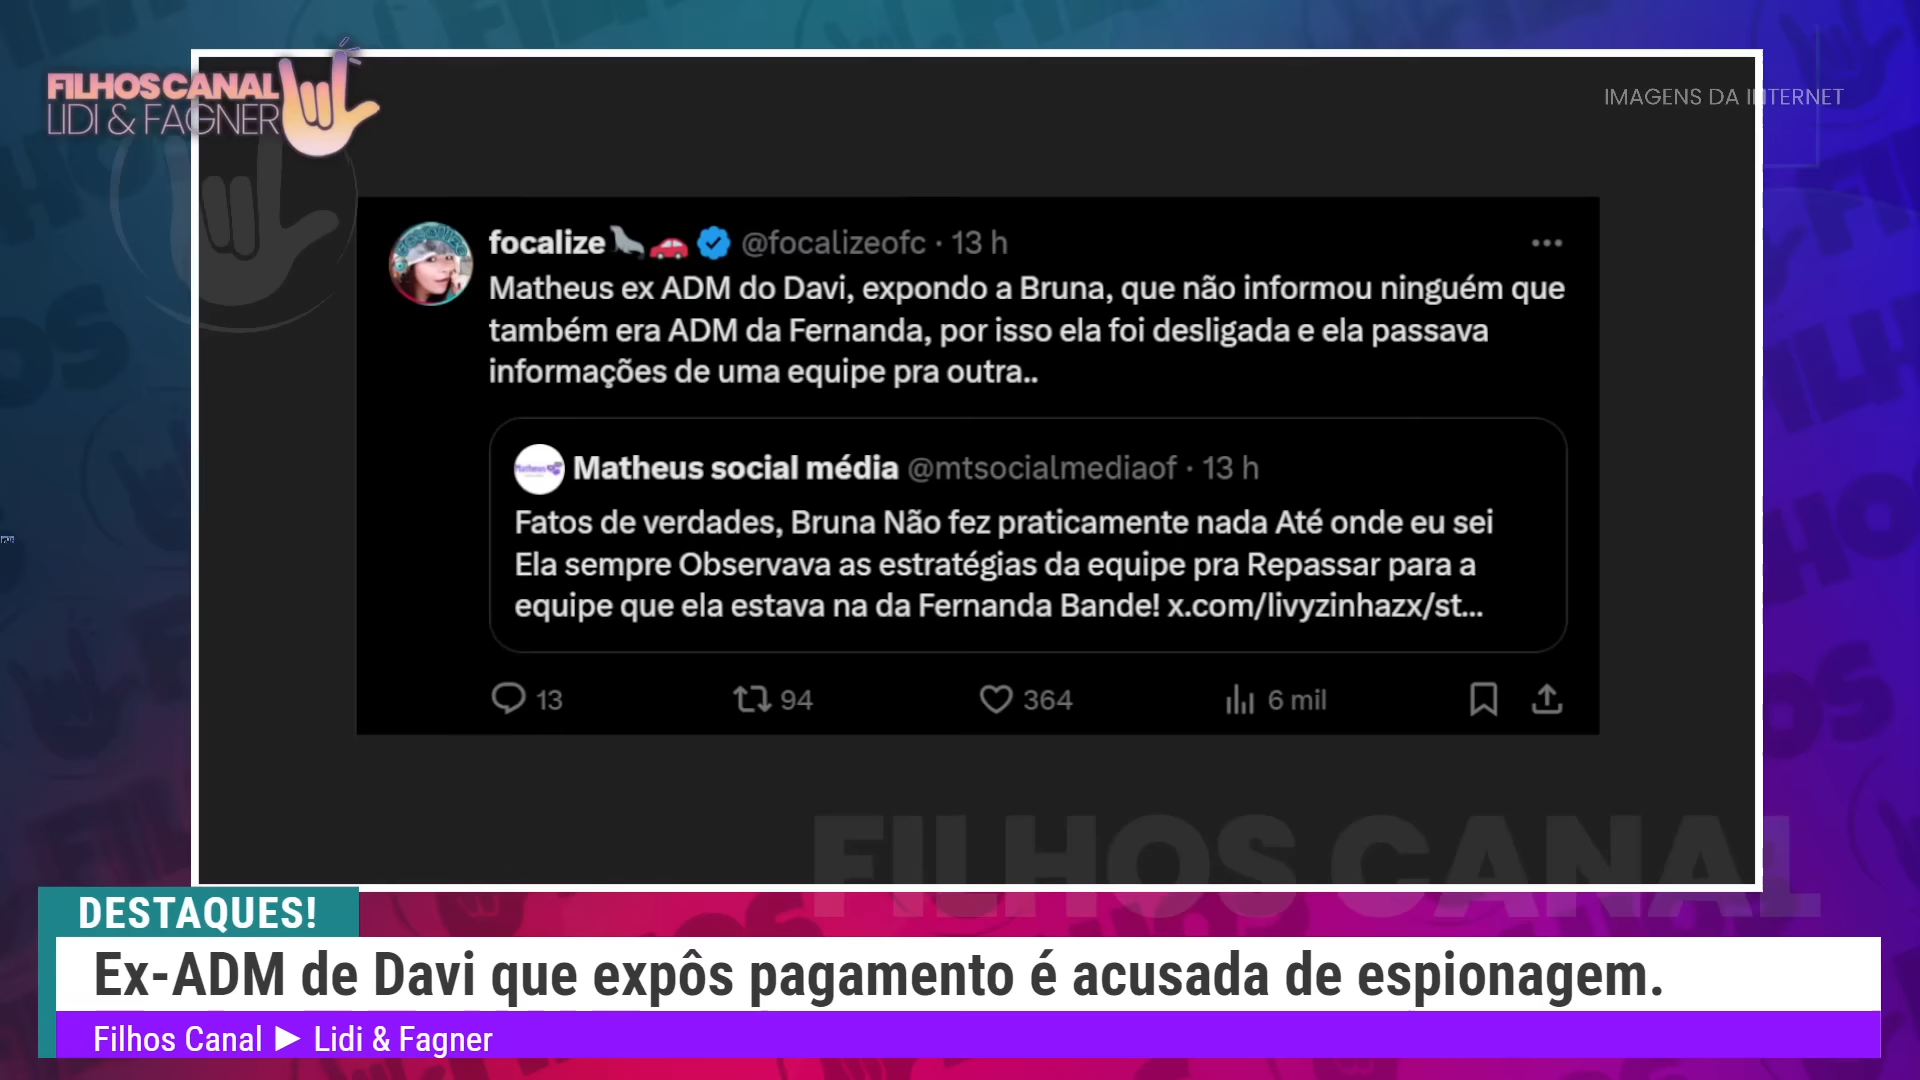 FILHOS CANAL
LIDI & FAGNER
IMAGENS DA INTERNET
focalize @focalizeofc · 13 h
Matheus ex ADM do Davi, expondo a Bruna, que não informou ninguém que
também era ADM da Fernanda, por isso ela foi desligada e ela passava
informações de uma equipe pra outra..
Matheus social média @mtsocialmediaof · 13 h
Fatos de verdades, Bruna Não fez praticamente nada Até onde eu sei
Ela sempre Observava as estratégias da equipe pra Repassar para a
equipe que ela estava na da Fernanda Bande! x.com/livyzinhazx/st...
13 94 364 6 mil
FILHOS CANAL
DESTAQUES!
Ex-ADM de Davi que expôs pagamento é acusada de espionagem.
Filhos Canal ► Lidi & Fagner